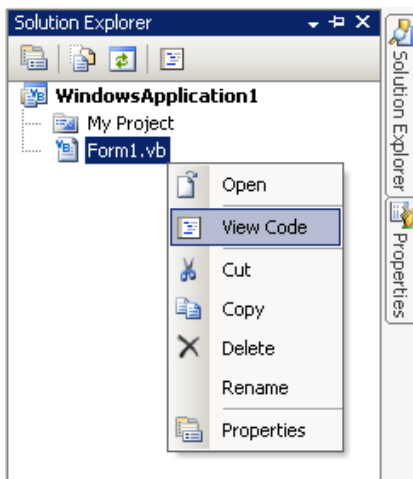 Solution Explorer
WindowsApplication1
My Project
Form1.vb
Open
View Code
Cut
Copy
Delete
Rename
Properties
Solution Explorer
Properties